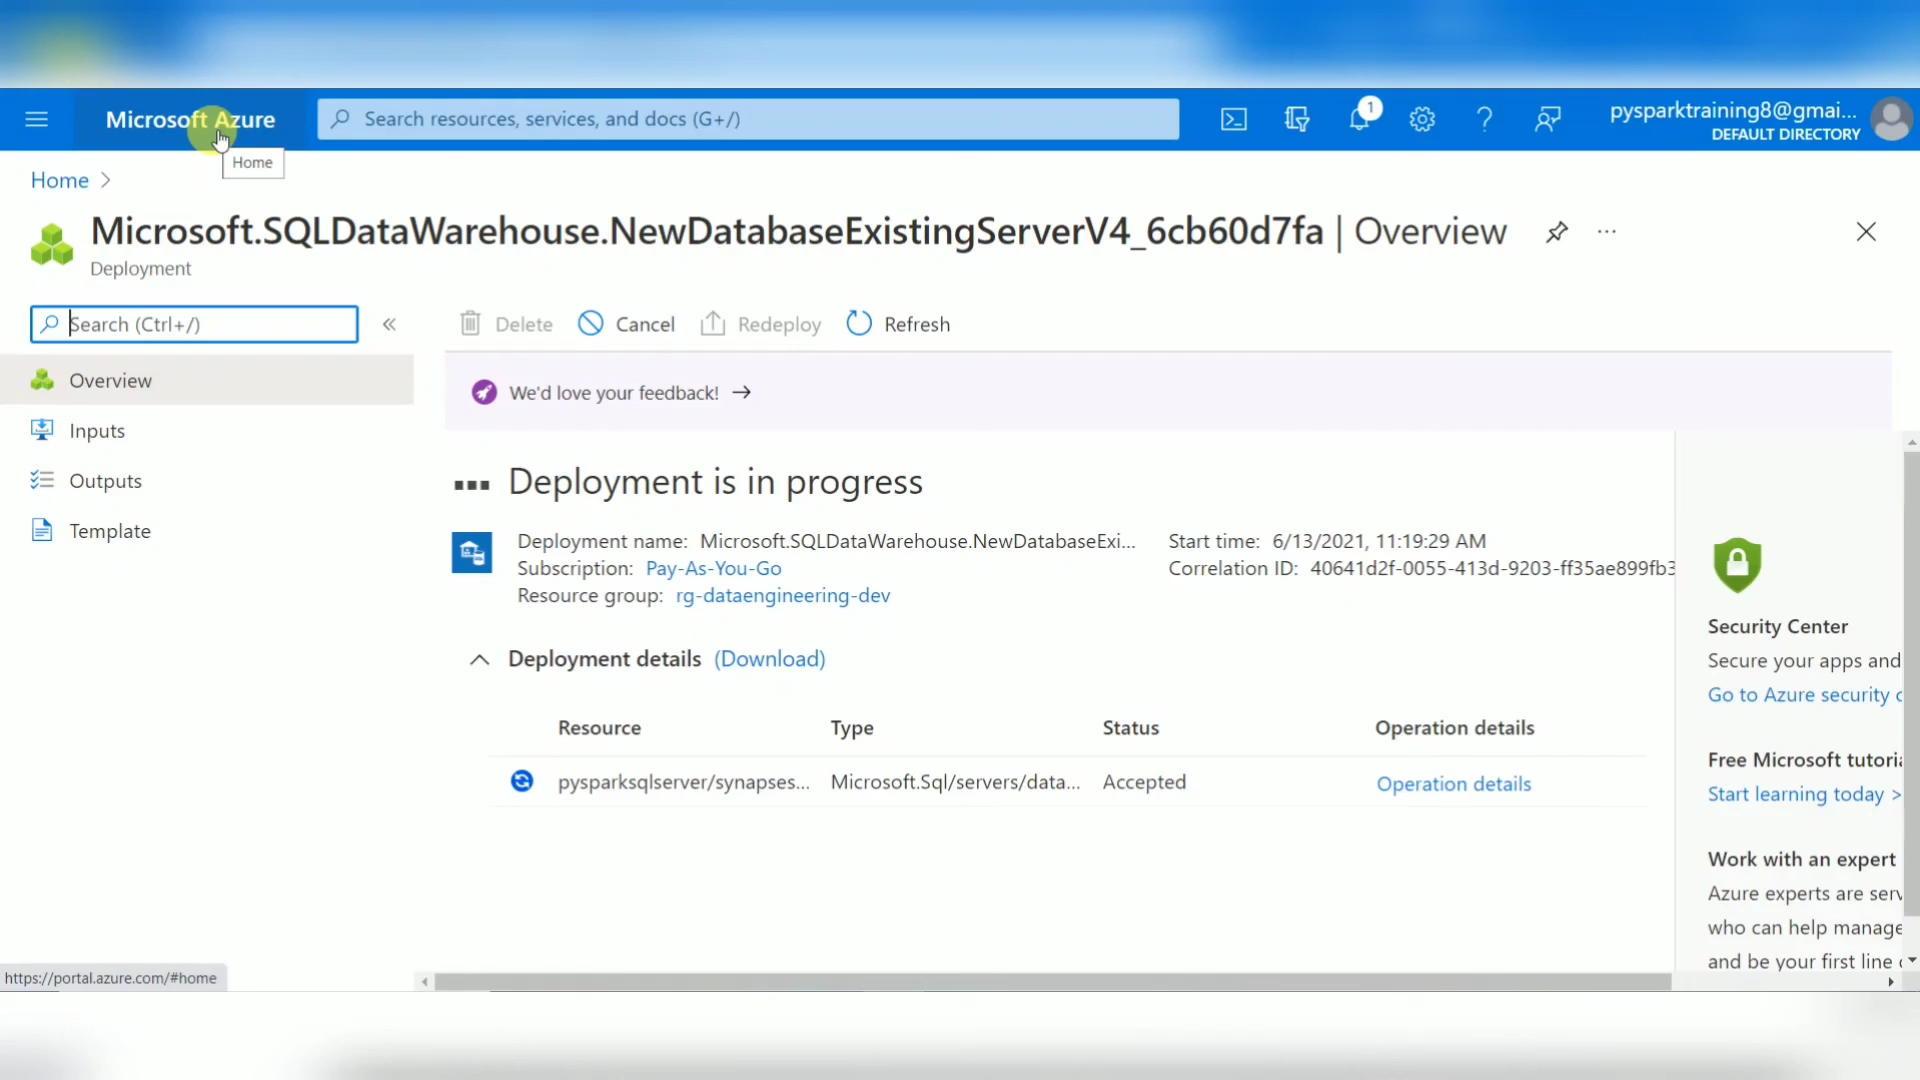 Microsoft Azure
Search resources, services, and docs (G+/)
1
pysparktraining8@gmai...
DEFAULT DIRECTORY
Home
Home >
Microsoft.SQLDataWarehouse.NewDatabaseExistingServerV4_6cb60d7fa | Overview
Deployment
Search (Ctrl+/)
«
Delete
Cancel
Redeploy
Refresh
Overview
Inputs
Outputs
Template
We'd love your feedback! →
Deployment is in progress
Deployment name: Microsoft.SQLDataWarehouse.NewDatabaseExi...
Subscription: Pay-As-You-Go
Resource group: rg-dataengineering-dev
Start time: 6/13/2021, 11:19:29 AM
Correlation ID: 40641d2f-0055-413d-9203-ff35ae899fb3
Deployment details (Download)
Resource Type Status Operation details
pysparksqlserver/synapses... Microsoft.Sql/servers/data... Accepted Operation details
Security Center
Secure your apps and
Go to Azure security c
Free Microsoft tutoria
Start learning today >
Work with an expert
Azure experts are serv
who can help manage
and be your first line
https://portal.azure.com/#home